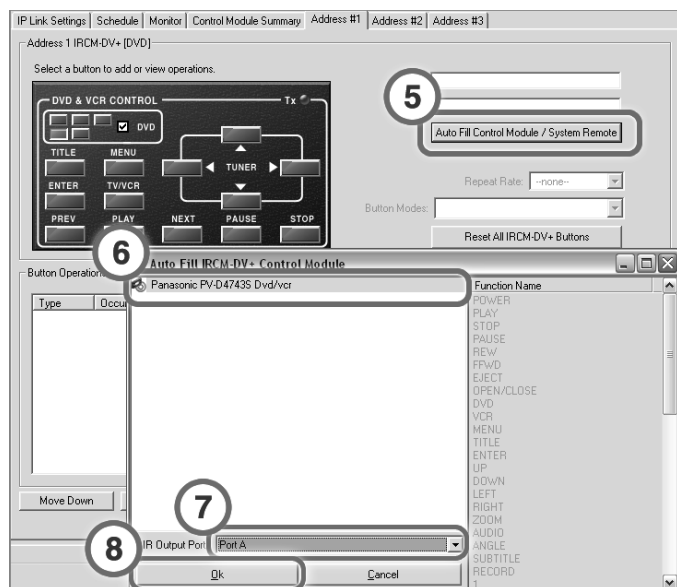 IP Link Settings | Schedule | Monitor | Control Module Summary | Address #1 | Address #2 | Address #3
Address 1 IRCM-DV+ [DVD]
Select a button to add or view operations.
DVD & VCR CONTROL
Tx
DVD
TITLE MENU
TUNER
ENTER TV/VCR
PREV PLAY NEXT PAUSE STOP
5
Auto Fill Control Module / System Remote
Repeat Rate: --none--
Button Modes:
Reset All IRCM-DV+ Buttons
6
Auto Fill IRCM-DV+ Control Module
Button Operatio
Type Occu
Panasonic PV-D4743S Dvd/vcr
Function Name
POWER
PLAY
STOP
PAUSE
REW
FFWD
EJECT
OPEN/CLOSE
DVD
VCR
MENU
TITLE
ENTER
UP
DOWN
LEFT
RIGHT
ZOOM
AUDIO
ANGLE
SUBTITLE
RECORD
1
Move Down
7
IR Output Port: Port A
8
Ok Cancel